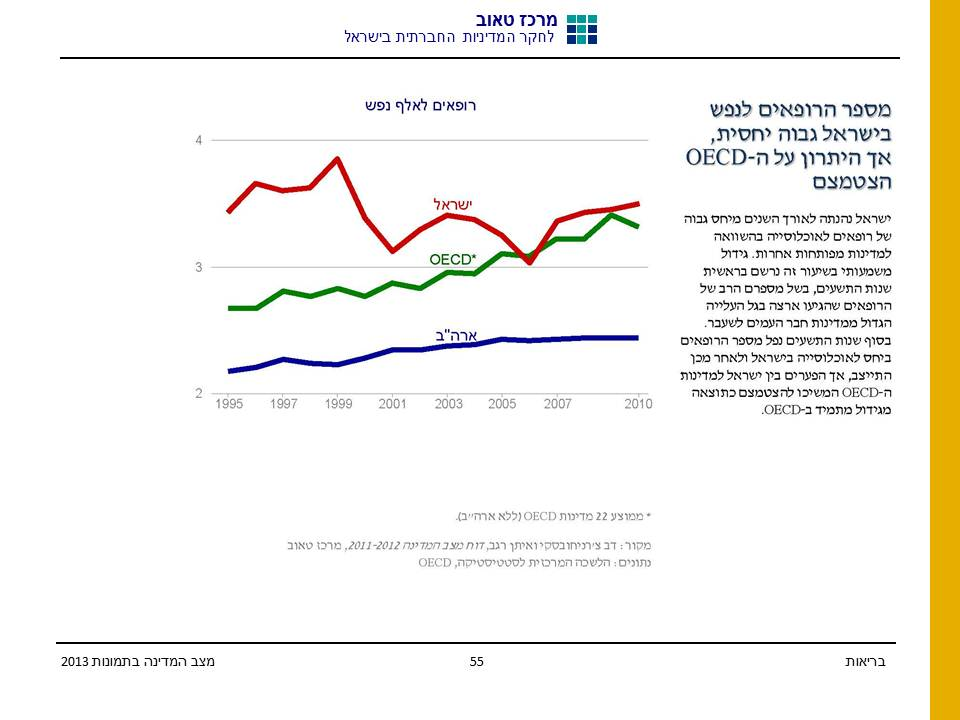 מרכז טאוב
לחקר המדיניות החברתית בישראל
מספר הרופאים לנפש
בישראל גבוה יחסית,
אך היתרון על ה-OECD
הצטמצם
ישראל נהנתה לאורך השנים מיחס גבוה
של רופאים לאוכלוסייה בהשוואה
למדינות מפותחות אחרות. גידול
משמעותי בשיעור זה נרשם בראשית
שנות התשעים, בשל מספרם הרב של
הרופאים שהגיעו ארצה בגל העלייה
הגדול ממדינות חבר העמים לשעבר.
בסוף שנות התשעים נפל מספר הרופאים
ביחס לאוכלוסייה בישראל ולאחר מכן
התייצב, אך הפערים בין ישראל למדינות
ה-OECD המשיכו להצטמצם כתוצאה
מגידול מתמיד ב-OECD.
רופאים לאלף נפש
4
3
2
ישראל
OECD*
ארה"ב
1995 1997 1999 2001 2003 2005 2007 2010
* ממוצע 22 מדינות OECD (ללא ארה"ב).
מקור: דב צ'רניחובסקי ואיתן רגב, דוח מצב המדינה 2011-2012, מרכז טאוב
נתונים: הלשכה המרכזית לסטטיסטיקה, OECD
בריאות
55
מצב המדינה בתמונות 2013